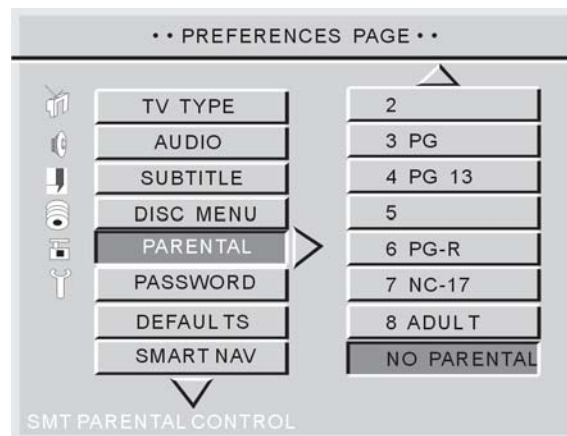 •• PREFERENCES PAGE ••
TV TYPE
AUDIO
SUBTITLE
DISC MENU
PARENTAL
PASSWORD
DEFAULTS
SMART NAV
2
3 PG
4 PG 13
5
6 PG-R
7 NC-17
8 ADULT
NO PARENTAL
SMT PARENTAL CONTROL